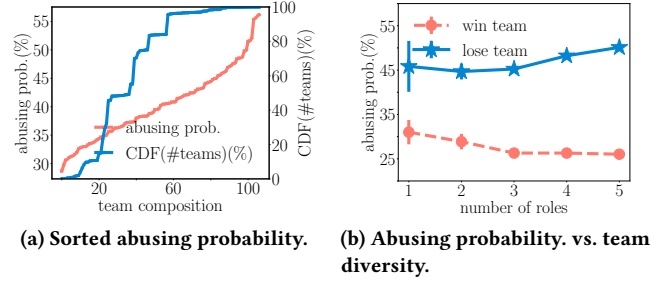 abusing prob.(%)
55
50
45
40
35
30
100
80
60
40
20
0
CDF(#teams)(%)
abusing prob.
CDF(#teams)(%)
20
60
100
team composition
(a) Sorted abusing probability.
abusing prob.(%)
65
45
25
win team
lose team
1
2
3
4
5
number of roles
(b) Abusing probability. vs. team
diversity.